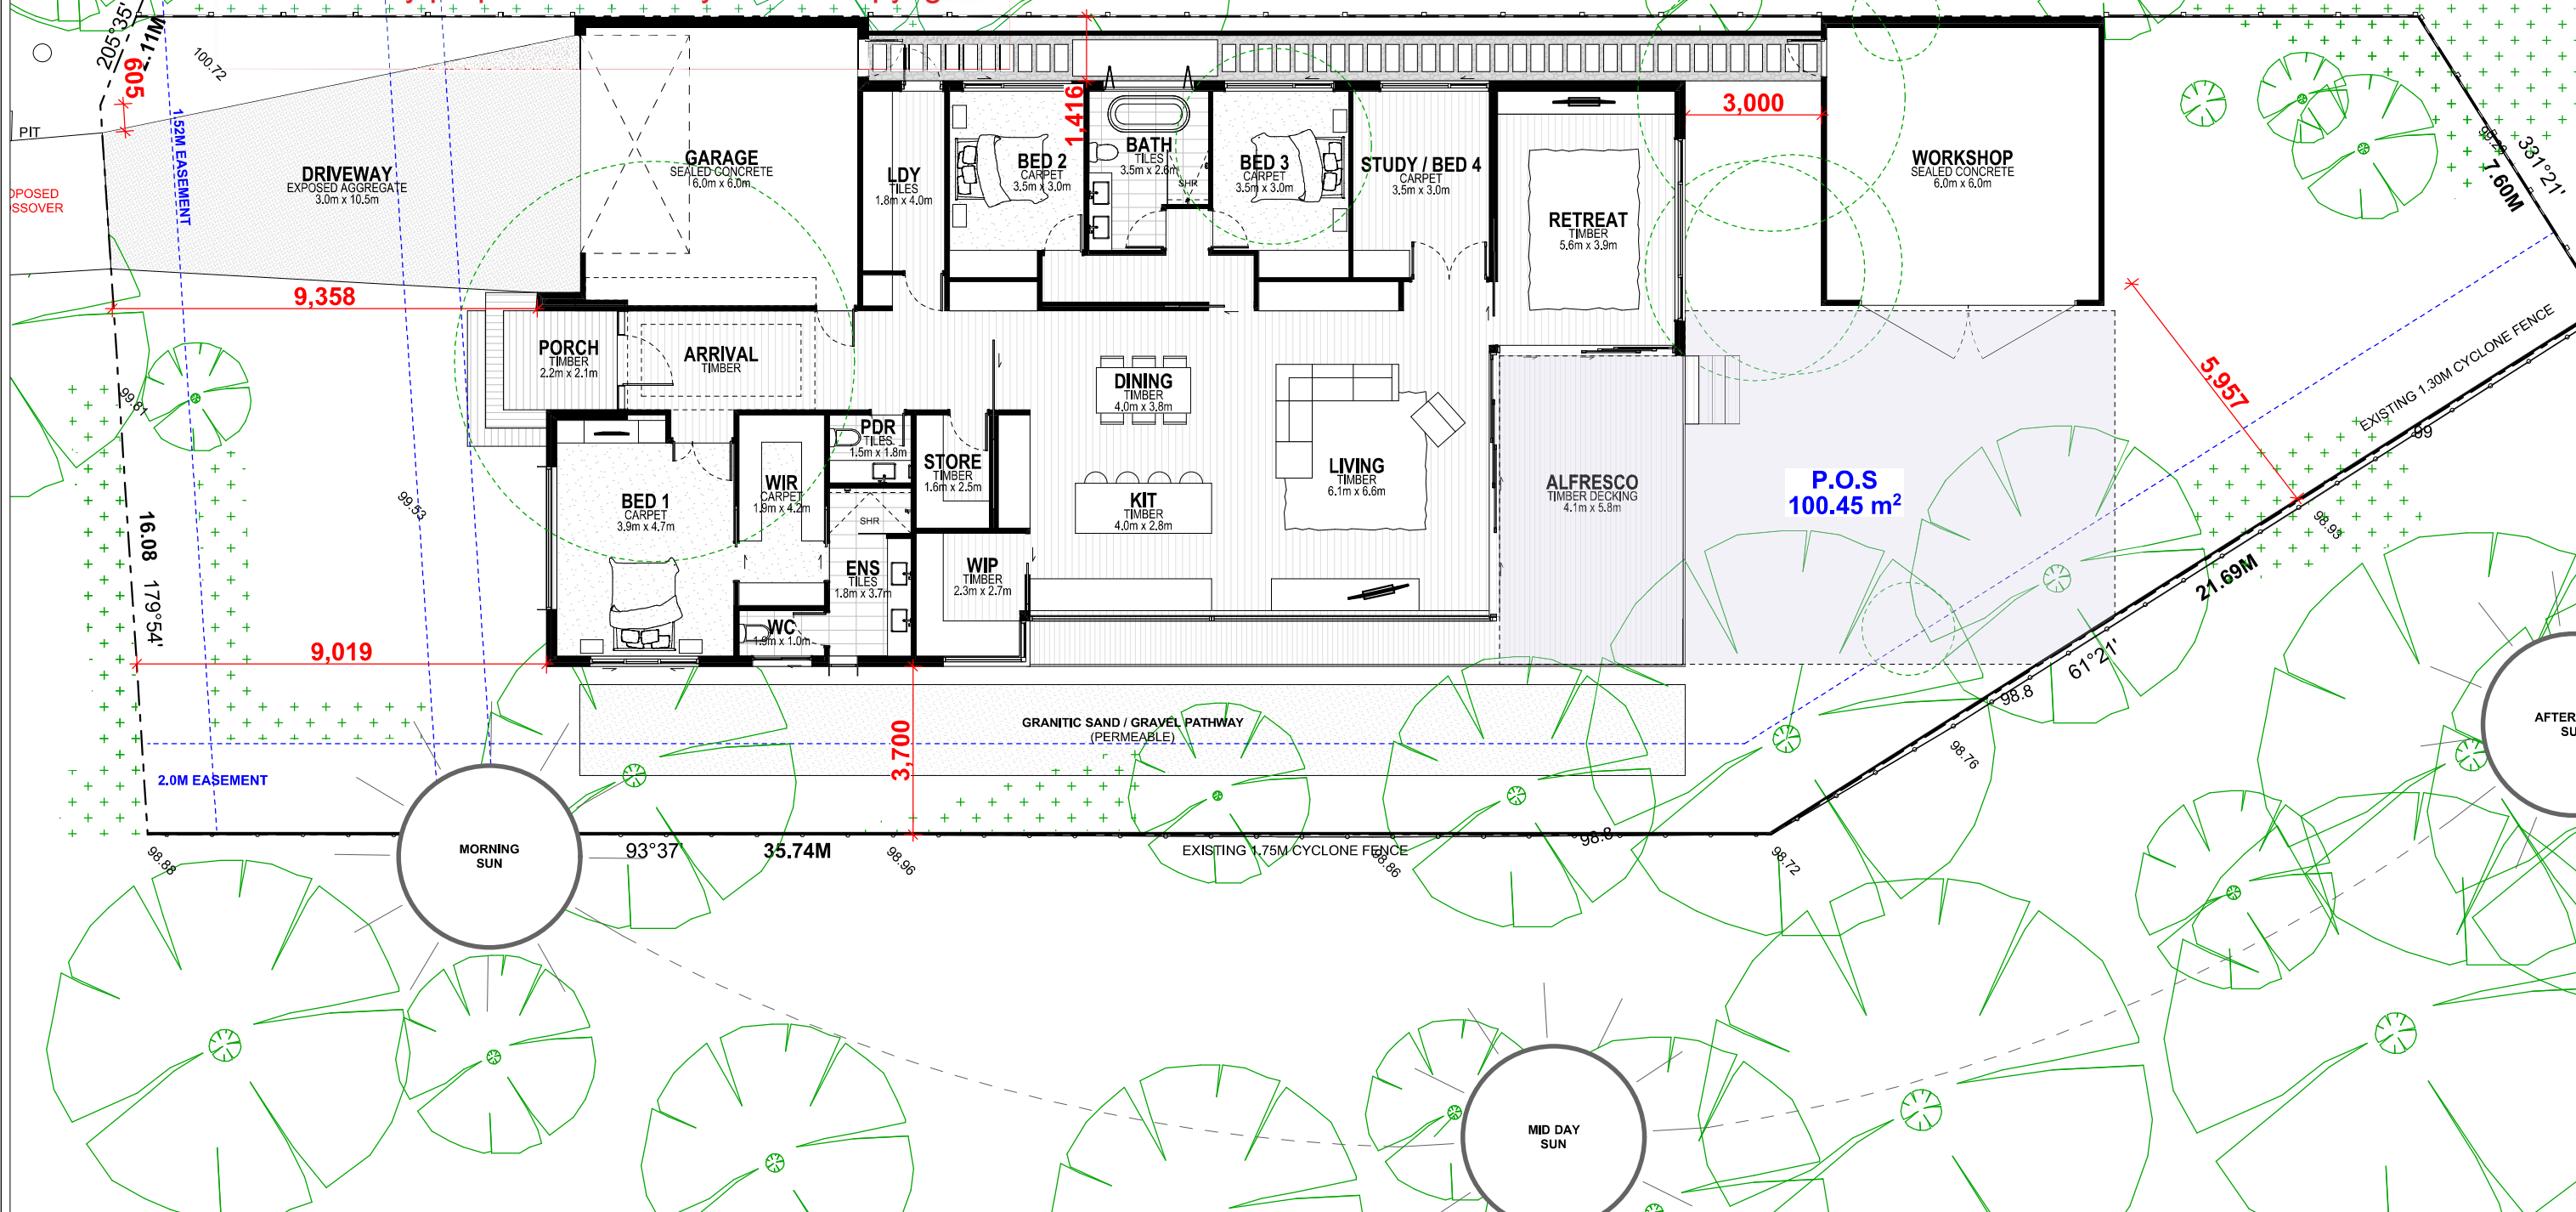 205°35'
2.11M
605
100.72
PIT
1.52M EASEMENT
DRIVEWAY
EXPOSED AGGREGATE
3.0m x 10.5m
GARAGE
SEALED CONCRETE
6.0m x 6.0m
LDY
TILES
1.8m x 4.0m
BED 2
CARPET
3.5m x 3.0m
1,416
BATH
TILES
3.5m x 2.6m
SHR
BED 3
CARPET
3.5m x 3.0m
STUDY / BED 4
CARPET
3.5m x 3.0m
RETREAT
TIMBER
5.6m x 3.9m
3,000
WORKSHOP
SEALED CONCRETE
6.0m x 6.0m
331°21'
7.60M
9,358
PORCH
TIMBER
2.2m x 2.1m
ARRIVAL
TIMBER
DINING
TIMBER
4.0m x 3.8m
5,957
EXISTING 1.30M CYCLONE FENCE
99
99.81
99.53
16.08
179°54'
BED 1
CARPET
3.9m x 4.7m
WIR
CARPET
1.9m x 4.2m
PDR
TILES
1.5m x 1.8m
STORE
TIMBER
1.6m x 2.5m
SHR
ENS
TILES
1.8m x 3.7m
WC
1.9m x 1.0m
WIP
TIMBER
2.3m x 2.7m
KIT
TIMBER
4.0m x 2.8m
LIVING
TIMBER
6.1m x 6.6m
ALFRESCO
TIMBER DECKING
4.1m x 5.8m
P.O.S
100.45 m²
98.93
21.69M
61°21'
98.8
9,019
3,700
GRANITIC SAND / GRAVEL PATHWAY
(PERMEABLE)
98.76
2.0M EASEMENT
MORNING
SUN
98.88
93°37'
35.74M
98.96
EXISTING 1.75M CYCLONE FENCE
98.86
98.8
98.72
MID DAY
SUN